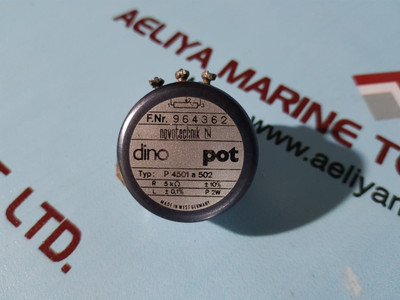 AELIYA MARINE TE
www.aeliyam
T LTD.
F.Nr. 964362
novotechnik N
dino pot
Typ: P 4501 a 502
R 5 kΩ ±10%
L ±0,1% P 2W
MADE IN WEST GERMANY